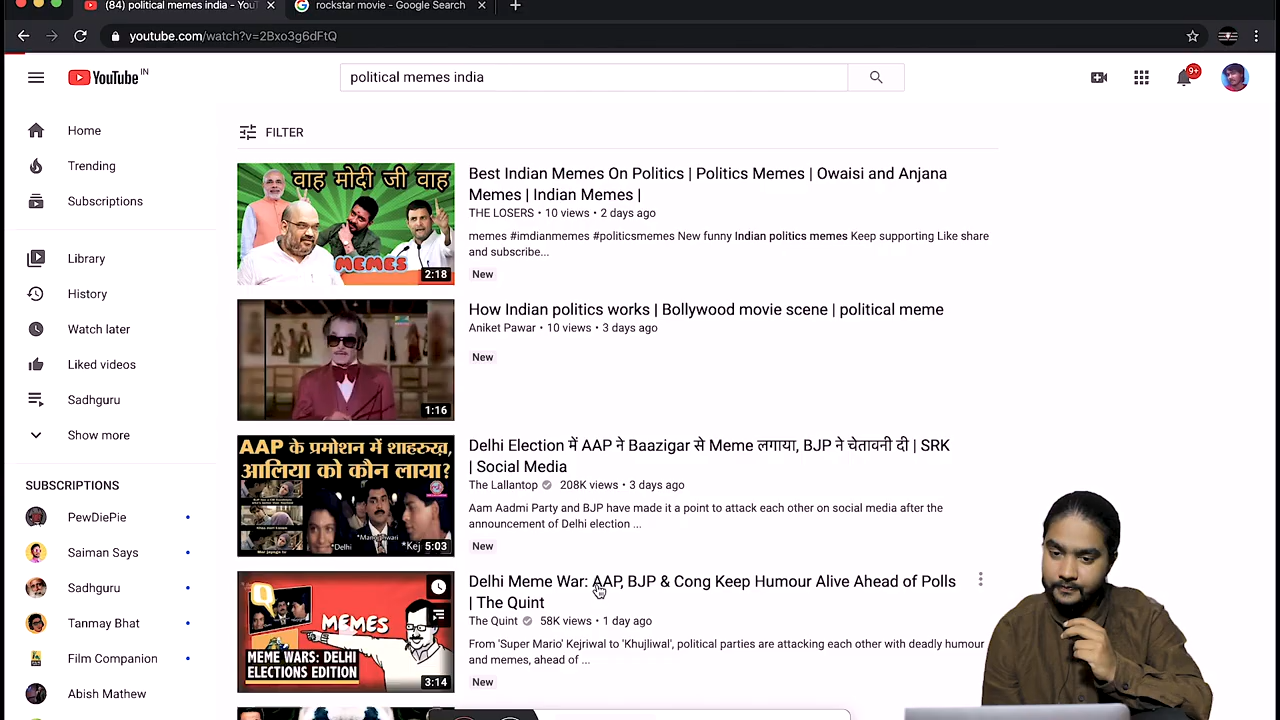 (84) political memes india - YouT
rockstar movie - Google Search
youtube.com/watch?v=2Bxo3g6dFtQ
YouTube IN
political memes india
9+
Home
Trending
Subscriptions
Library
History
Watch later
Liked videos
Sadhguru
Show more
SUBSCRIPTIONS
PewDiePie
Saiman Says
Sadhguru
Tanmay Bhat
Film Companion
Abish Mathew
FILTER
वाह मोदी जी वाह
MEMES
2:18
Best Indian Memes On Politics | Politics Memes | Owaisi and Anjana
Memes | Indian Memes |
THE LOSERS • 10 views • 2 days ago
memes #imdianmemes #politicsmemes New funny Indian politics memes Keep supporting Like share
and subscribe...
New
1:16
How Indian politics works | Bollywood movie scene | political meme
Aniket Pawar • 10 views • 3 days ago
New
AAP के प्रमोशन में शाहरुख,
आलिया को कौन लाया?
*Delhi
*Manoj tiwari
*Kej
5:03
Delhi Election में AAP ने Baazigar से Meme लगाया, BJP ने चेतावनी दी | SRK
| Social Media
The Lallantop 208K views • 3 days ago
Aam Aadmi Party and BJP have made it a point to attack each other on social media after the
announcement of Delhi election ...
New
MEMES
MEME WARS: DELHI
ELECTIONS EDITION
3:14
Delhi Meme War: AAP, BJP & Cong Keep Humour Alive Ahead of Polls
| The Quint
The Quint 58K views • 1 day ago
From 'Super Mario' Kejriwal to 'Khujliwal', political parties are attacking each other with deadly humour
and memes, ahead of ...
New